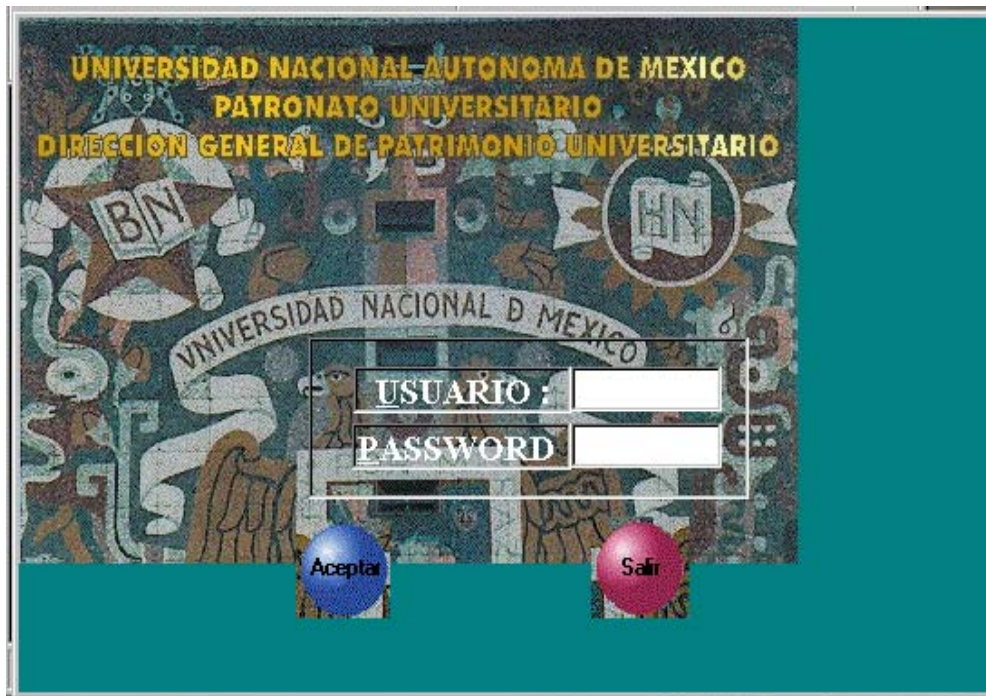 UNIVERSIDAD NACIONAL AUTONOMA DE MEXICO
PATRONATO UNIVERSITARIO
DIRECCION GENERAL DE PATRIMONIO UNIVERSITARIO
BN
HN
VNIVERSIDAD NACIONAL D MEXICO
USUARIO :
PASSWORD
Aceptar
Salir